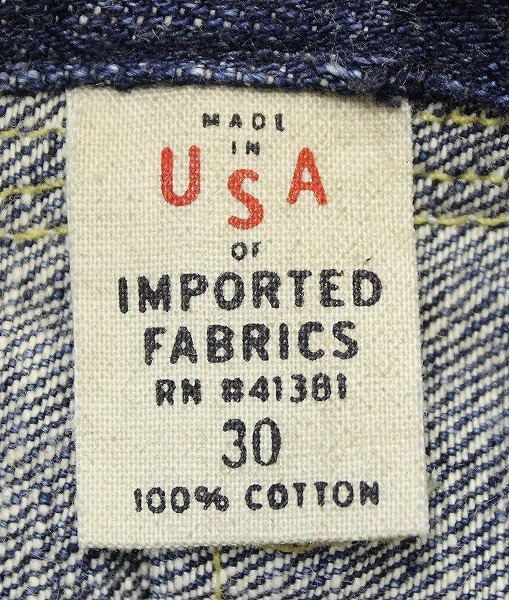 MADE
IN
USA
OF
IMPORTED
FABRICS
RN #41381
30
100% COTTON